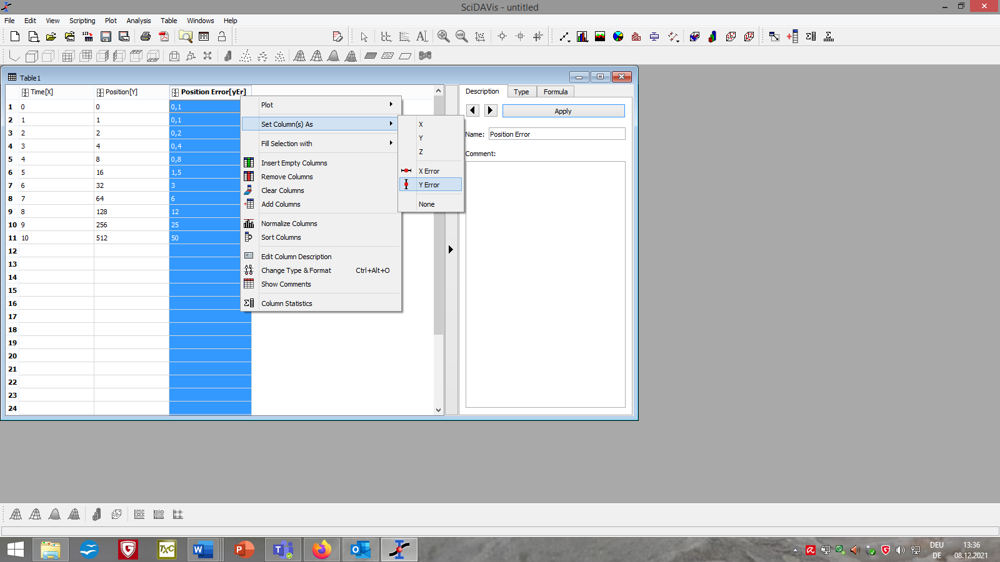 SciDAVis - untitled
File Edit View Scripting Plot Analysis Table Windows Help
Table1
Time[X] Position[Y] Position Error[yEr]
1 0 0 0,1
2 1 1 0,1
3 2 2 0,2
4 3 4 0,4
5 4 8 0,8
6 5 16 1,5
7 6 32 3
8 7 64 6
9 8 128 12
10 9 256 25
11 10 512 50
12
13
14
15
16
17
18
19
20
21
22
23
24
Plot
Set Column(s) As
Fill Selection with
Insert Empty Columns
Remove Columns
Clear Columns
Add Columns
Normalize Columns
Sort Columns
Edit Column Description
Change Type & Format Ctrl+Alt+O
Show Comments
Column Statistics
X
Y
Z
X Error
Y Error
None
Description Type Formula
Apply
Name: Position Error
Comment:
TXC
DEU
DE
13:36
08.12.2021